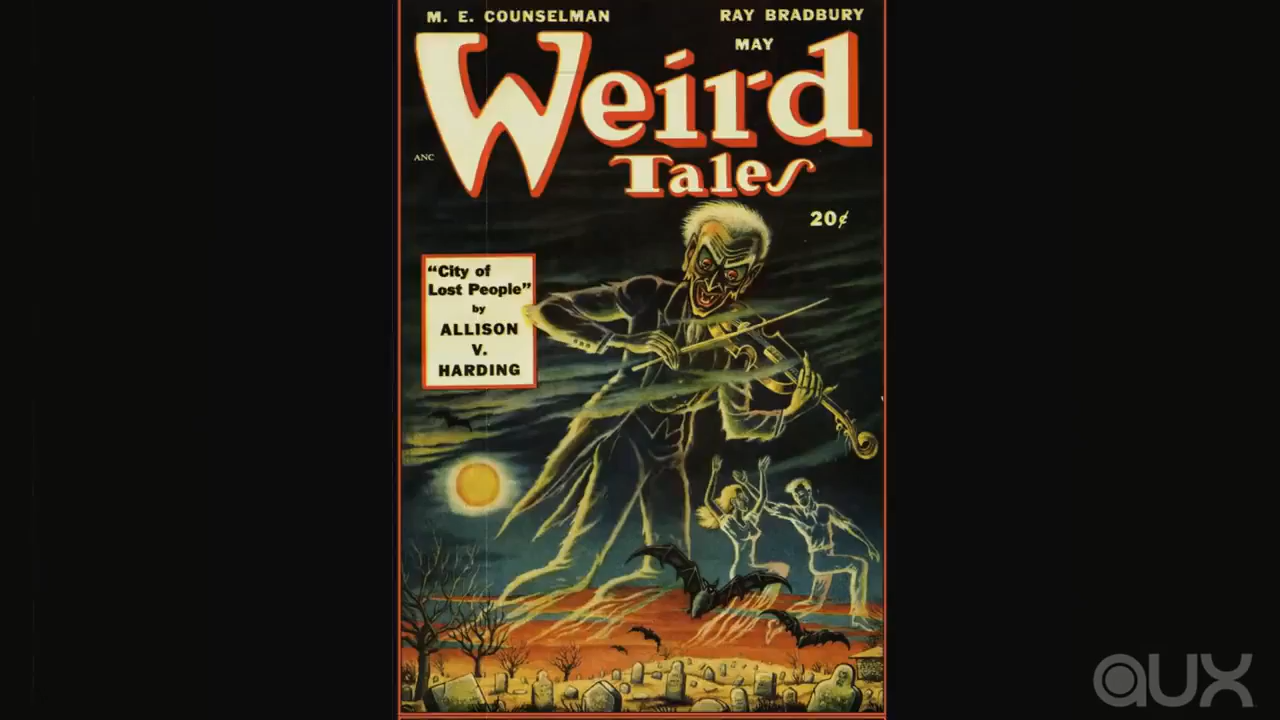 M. E. COUNSELMAN
RAY BRADBURY
MAY
Weird
Tales
ANC
20¢
"City of
Lost People"
by
ALLISON
V.
HARDING
aux